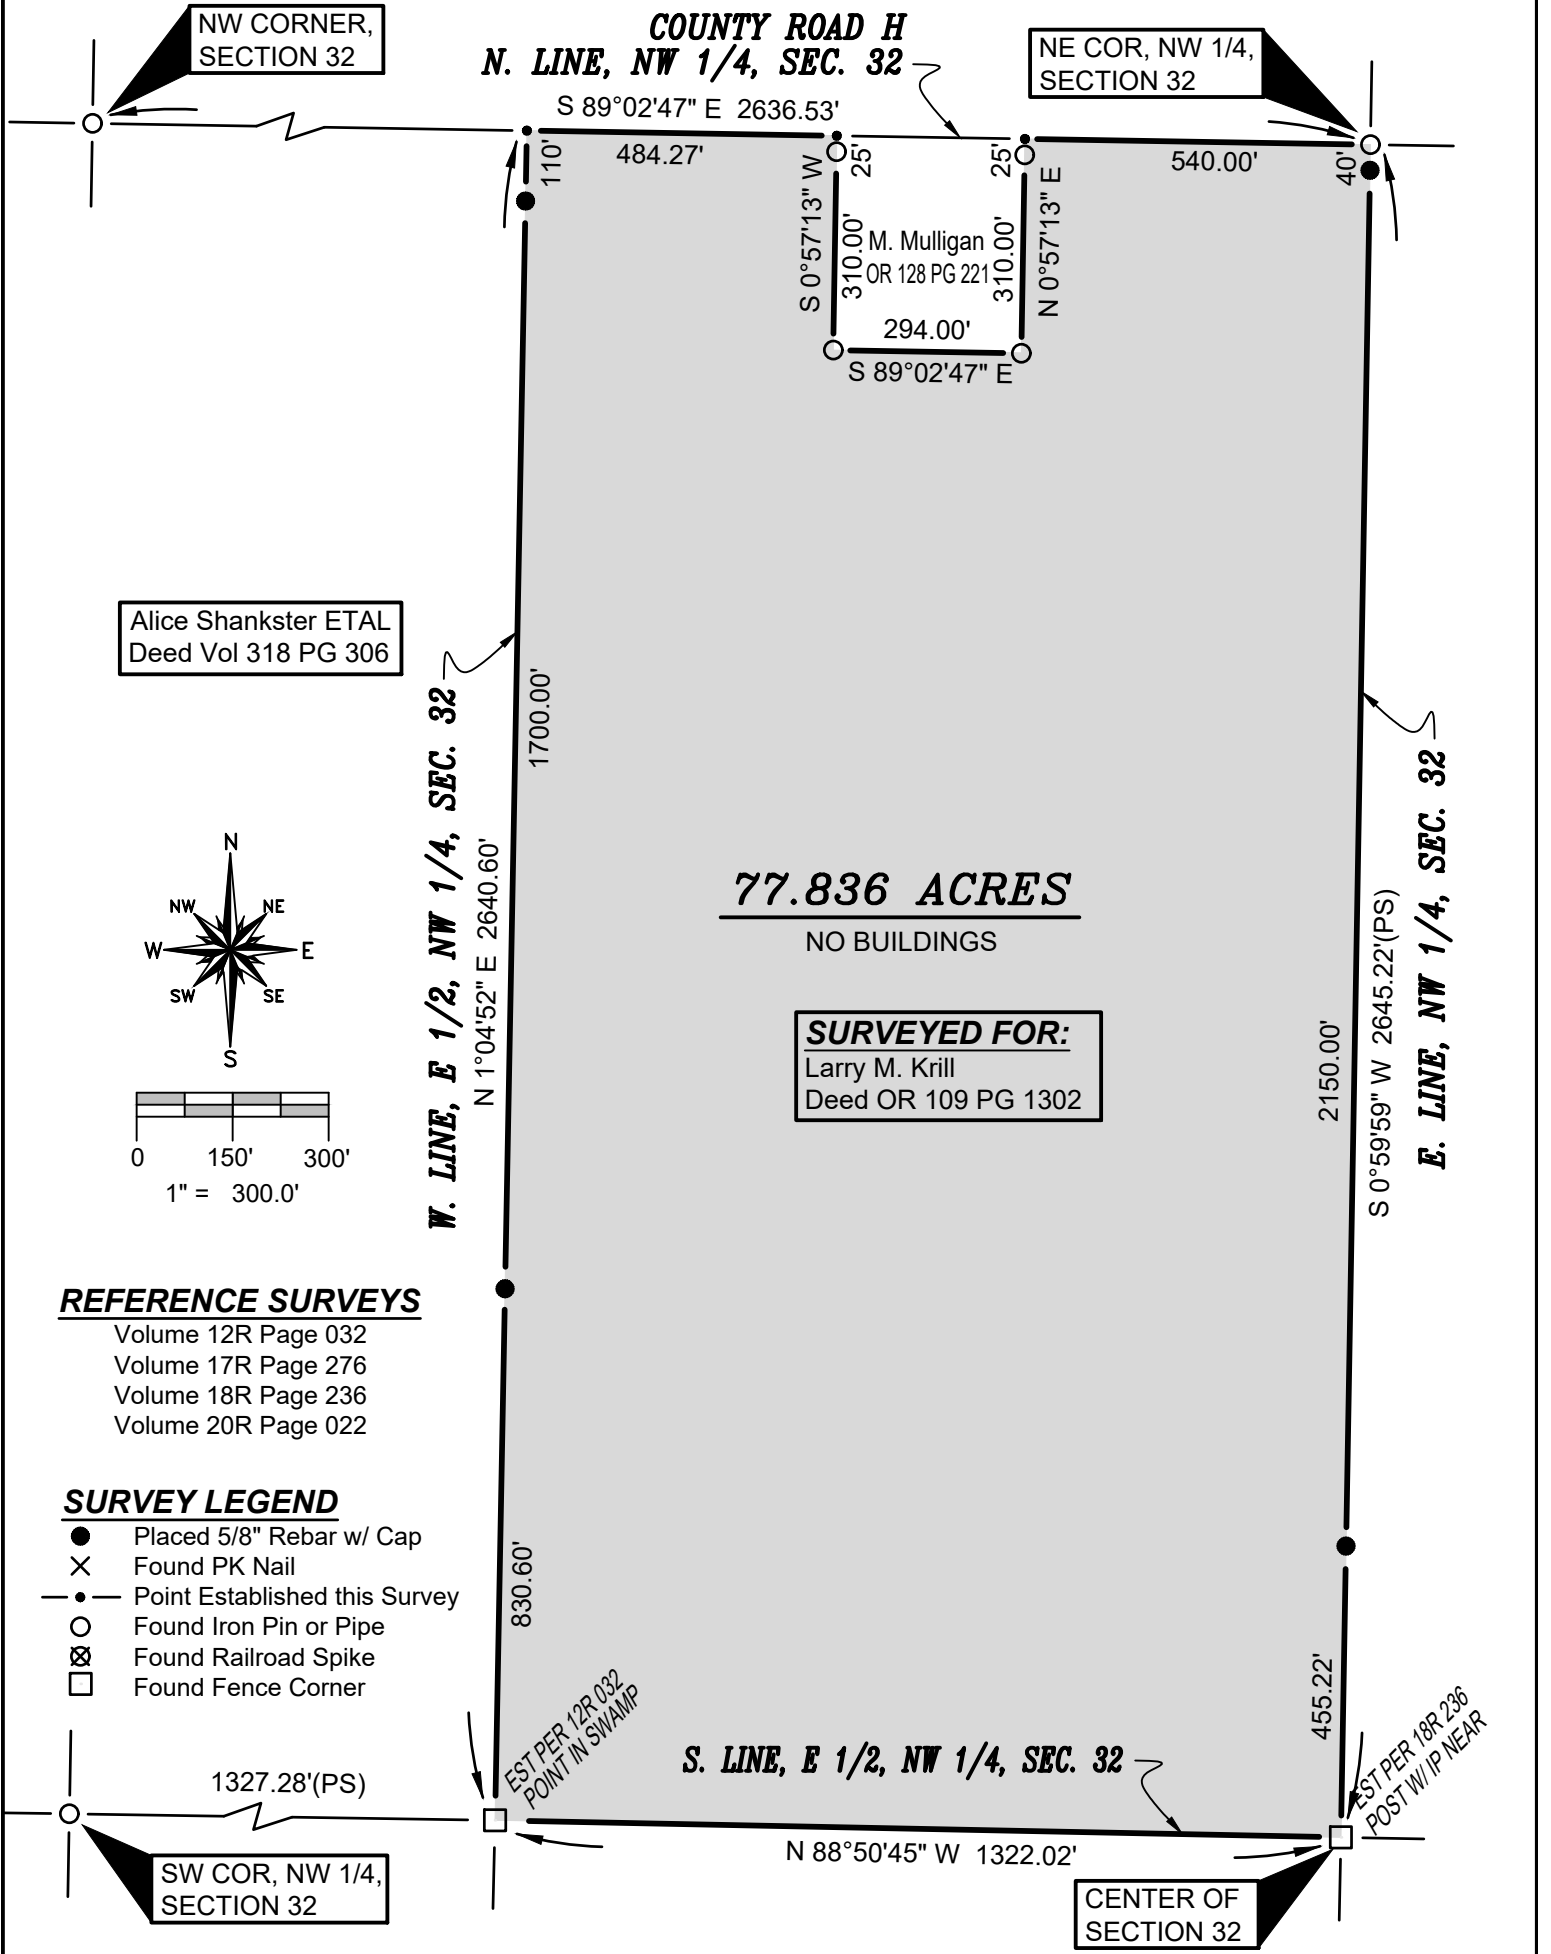 NW CORNER,
SECTION 32
COUNTY ROAD H
N. LINE, NW 1/4, SEC. 32
NE COR, NW 1/4,
SECTION 32
S 89°02'47" E 2636.53'
484.27'
540.00'
110'
25'
25'
40'
S 0°57'13" W
310.00'
M. Mulligan
OR 128 PG 221
310.00'
N 0°57'13" E
294.00'
S 89°02'47" E
Alice Shankster ETAL
Deed Vol 318 PG 306
W. LINE, E 1/2, NW 1/4, SEC. 32
N 1°04'52" E 2640.60'
1700.00'
E. LINE, NW 1/4, SEC. 32
S 0°59'59" W 2645.22'(PS)
2150.00'
77.836 ACRES
NO BUILDINGS
SURVEYED FOR:
Larry M. Krill
Deed OR 109 PG 1302
N
NW
NE
W
E
SW
SE
S
0 150' 300'
1" = 300.0'
REFERENCE SURVEYS
Volume 12R Page 032
Volume 17R Page 276
Volume 18R Page 236
Volume 20R Page 022
SURVEY LEGEND
Placed 5/8" Rebar w/ Cap
Found PK Nail
Point Established this Survey
Found Iron Pin or Pipe
Found Railroad Spike
Found Fence Corner
830.60'
455.22'
EST PER 12R 032
POINT IN SWAMP
S. LINE, E 1/2, NW 1/4, SEC. 32
EST PER 18R 236
POST W/ IP NEAR
1327.28'(PS)
N 88°50'45" W 1322.02'
SW COR, NW 1/4,
SECTION 32
CENTER OF
SECTION 32